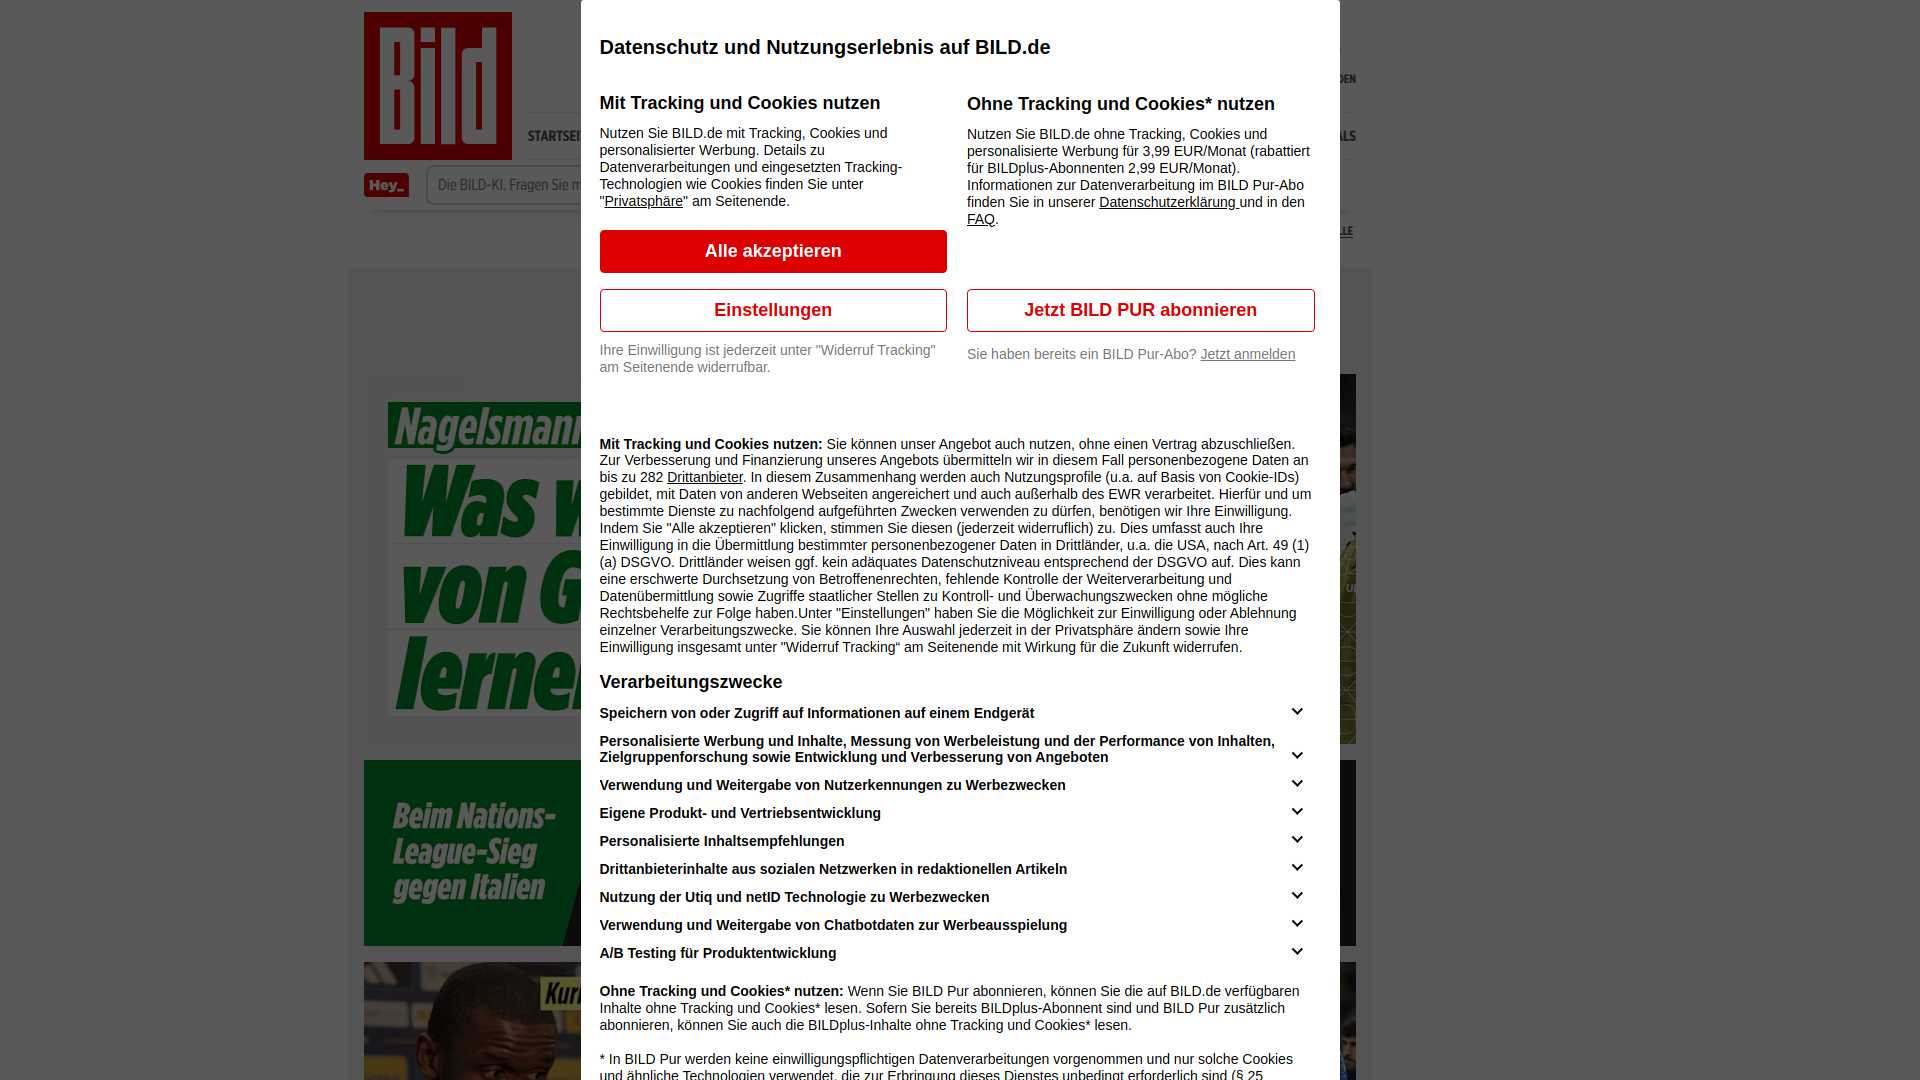 Bild
STARTSEI
Hey_
Die BILD-KI. Fragen Sie m
DEN
ALS
LLE
Nagelsmann
Was w
von G
lerne
Beim Nations-
League-Sieg
gegen Italien
Datenschutz und Nutzungserlebnis auf BILD.de
Mit Tracking und Cookies nutzen
Nutzen Sie BILD.de mit Tracking, Cookies und
personalisierter Werbung. Details zu
Datenverarbeitungen und eingesetzten Tracking-
Technologien wie Cookies finden Sie unter
"Privatsphäre" am Seitenende.
Alle akzeptieren
Einstellungen
Ihre Einwilligung ist jederzeit unter "Widerruf Tracking"
am Seitenende widerrufbar.
Ohne Tracking und Cookies* nutzen
Nutzen Sie BILD.de ohne Tracking, Cookies und
personalisierte Werbung für 3,99 EUR/Monat (rabattiert
für BILDplus-Abonnenten 2,99 EUR/Monat).
Informationen zur Datenverarbeitung im BILD Pur-Abo
finden Sie in unserer Datenschutzerklärung und in den
FAQ.
Jetzt BILD PUR abonnieren
Sie haben bereits ein BILD Pur-Abo? Jetzt anmelden
Mit Tracking und Cookies nutzen: Sie können unser Angebot auch nutzen, ohne einen Vertrag abzuschließen.
Zur Verbesserung und Finanzierung unseres Angebots übermitteln wir in diesem Fall personenbezogene Daten an
bis zu 282 Drittanbieter. In diesem Zusammenhang werden auch Nutzungsprofile (u.a. auf Basis von Cookie-IDs)
gebildet, mit Daten von anderen Webseiten angereichert und auch außerhalb des EWR verarbeitet. Hierfür und um
bestimmte Dienste zu nachfolgend aufgeführten Zwecken verwenden zu dürfen, benötigen wir Ihre Einwilligung.
Indem Sie "Alle akzeptieren" klicken, stimmen Sie diesen (jederzeit widerruflich) zu. Dies umfasst auch Ihre
Einwilligung in die Übermittlung bestimmter personenbezogener Daten in Drittländer, u.a. die USA, nach Art. 49 (1)
(a) DSGVO. Drittländer weisen ggf. kein adäquates Datenschutzniveau entsprechend der DSGVO auf. Dies kann
eine erschwerte Durchsetzung von Betroffenenrechten, fehlende Kontrolle der Weiterverarbeitung und
Datenübermittlung sowie Zugriffe staatlicher Stellen zu Kontroll- und Überwachungszwecken ohne mögliche
Rechtsbehelfe zur Folge haben.Unter "Einstellungen" haben Sie die Möglichkeit zur Einwilligung oder Ablehnung
einzelner Verarbeitungszwecke. Sie können Ihre Auswahl jederzeit in der Privatsphäre ändern sowie Ihre
Einwilligung insgesamt unter "Widerruf Tracking“ am Seitenende mit Wirkung für die Zukunft widerrufen.
Verarbeitungszwecke
Speichern von oder Zugriff auf Informationen auf einem Endgerät
Personalisierte Werbung und Inhalte, Messung von Werbeleistung und der Performance von Inhalten,
Zielgruppenforschung sowie Entwicklung und Verbesserung von Angeboten
Verwendung und Weitergabe von Nutzerkennungen zu Werbezwecken
Eigene Produkt- und Vertriebsentwicklung
Personalisierte Inhaltsempfehlungen
Drittanbieterinhalte aus sozialen Netzwerken in redaktionellen Artikeln
Nutzung der Utiq und netID Technologie zu Werbezwecken
Verwendung und Weitergabe von Chatbotdaten zur Werbeausspielung
A/B Testing für Produktentwicklung
Ohne Tracking und Cookies* nutzen: Wenn Sie BILD Pur abonnieren, können Sie die auf BILD.de verfügbaren
Inhalte ohne Tracking und Cookies* lesen. Sofern Sie bereits BILDplus-Abonnent sind und BILD Pur zusätzlich
abonnieren, können Sie auch die BILDplus-Inhalte ohne Tracking und Cookies* lesen.
* In BILD Pur werden keine einwilligungspflichtigen Datenverarbeitungen vorgenommen und nur solche Cookies
und ähnliche Technologien verwendet, die zur Erbringung dieses Dienstes unbedingt erforderlich sind (§ 25